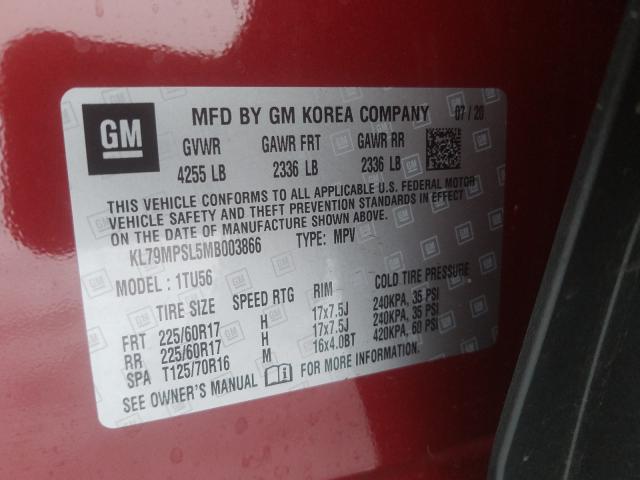 GM
MFD BY GM KOREA COMPANY 07 / 20
GVWR GAWR FRT GAWR RR
4255 LB 2336 LB 2336 LB
THIS VEHICLE CONFORMS TO ALL APPLICABLE U.S. FEDERAL MOTOR
VEHICLE SAFETY AND THEFT PREVENTION STANDARDS IN EFFECT
ON THE DATE OF MANUFACTURE SHOWN ABOVE.
KL79MPSL5MB003866 TYPE: MPV
MODEL : 1TU56
TIRE SIZE SPEED RTG RIM COLD TIRE PRESSURE
FRT 225/60R17 H 17x7.5J 240KPA, 35 PSI
RR 225/60R17 H 17x7.5J 240KPA, 35 PSI
SPA T125/70R16 M 16x4.0BT 420KPA, 60 PSI
SEE OWNER'S MANUAL FOR MORE INFORMATION